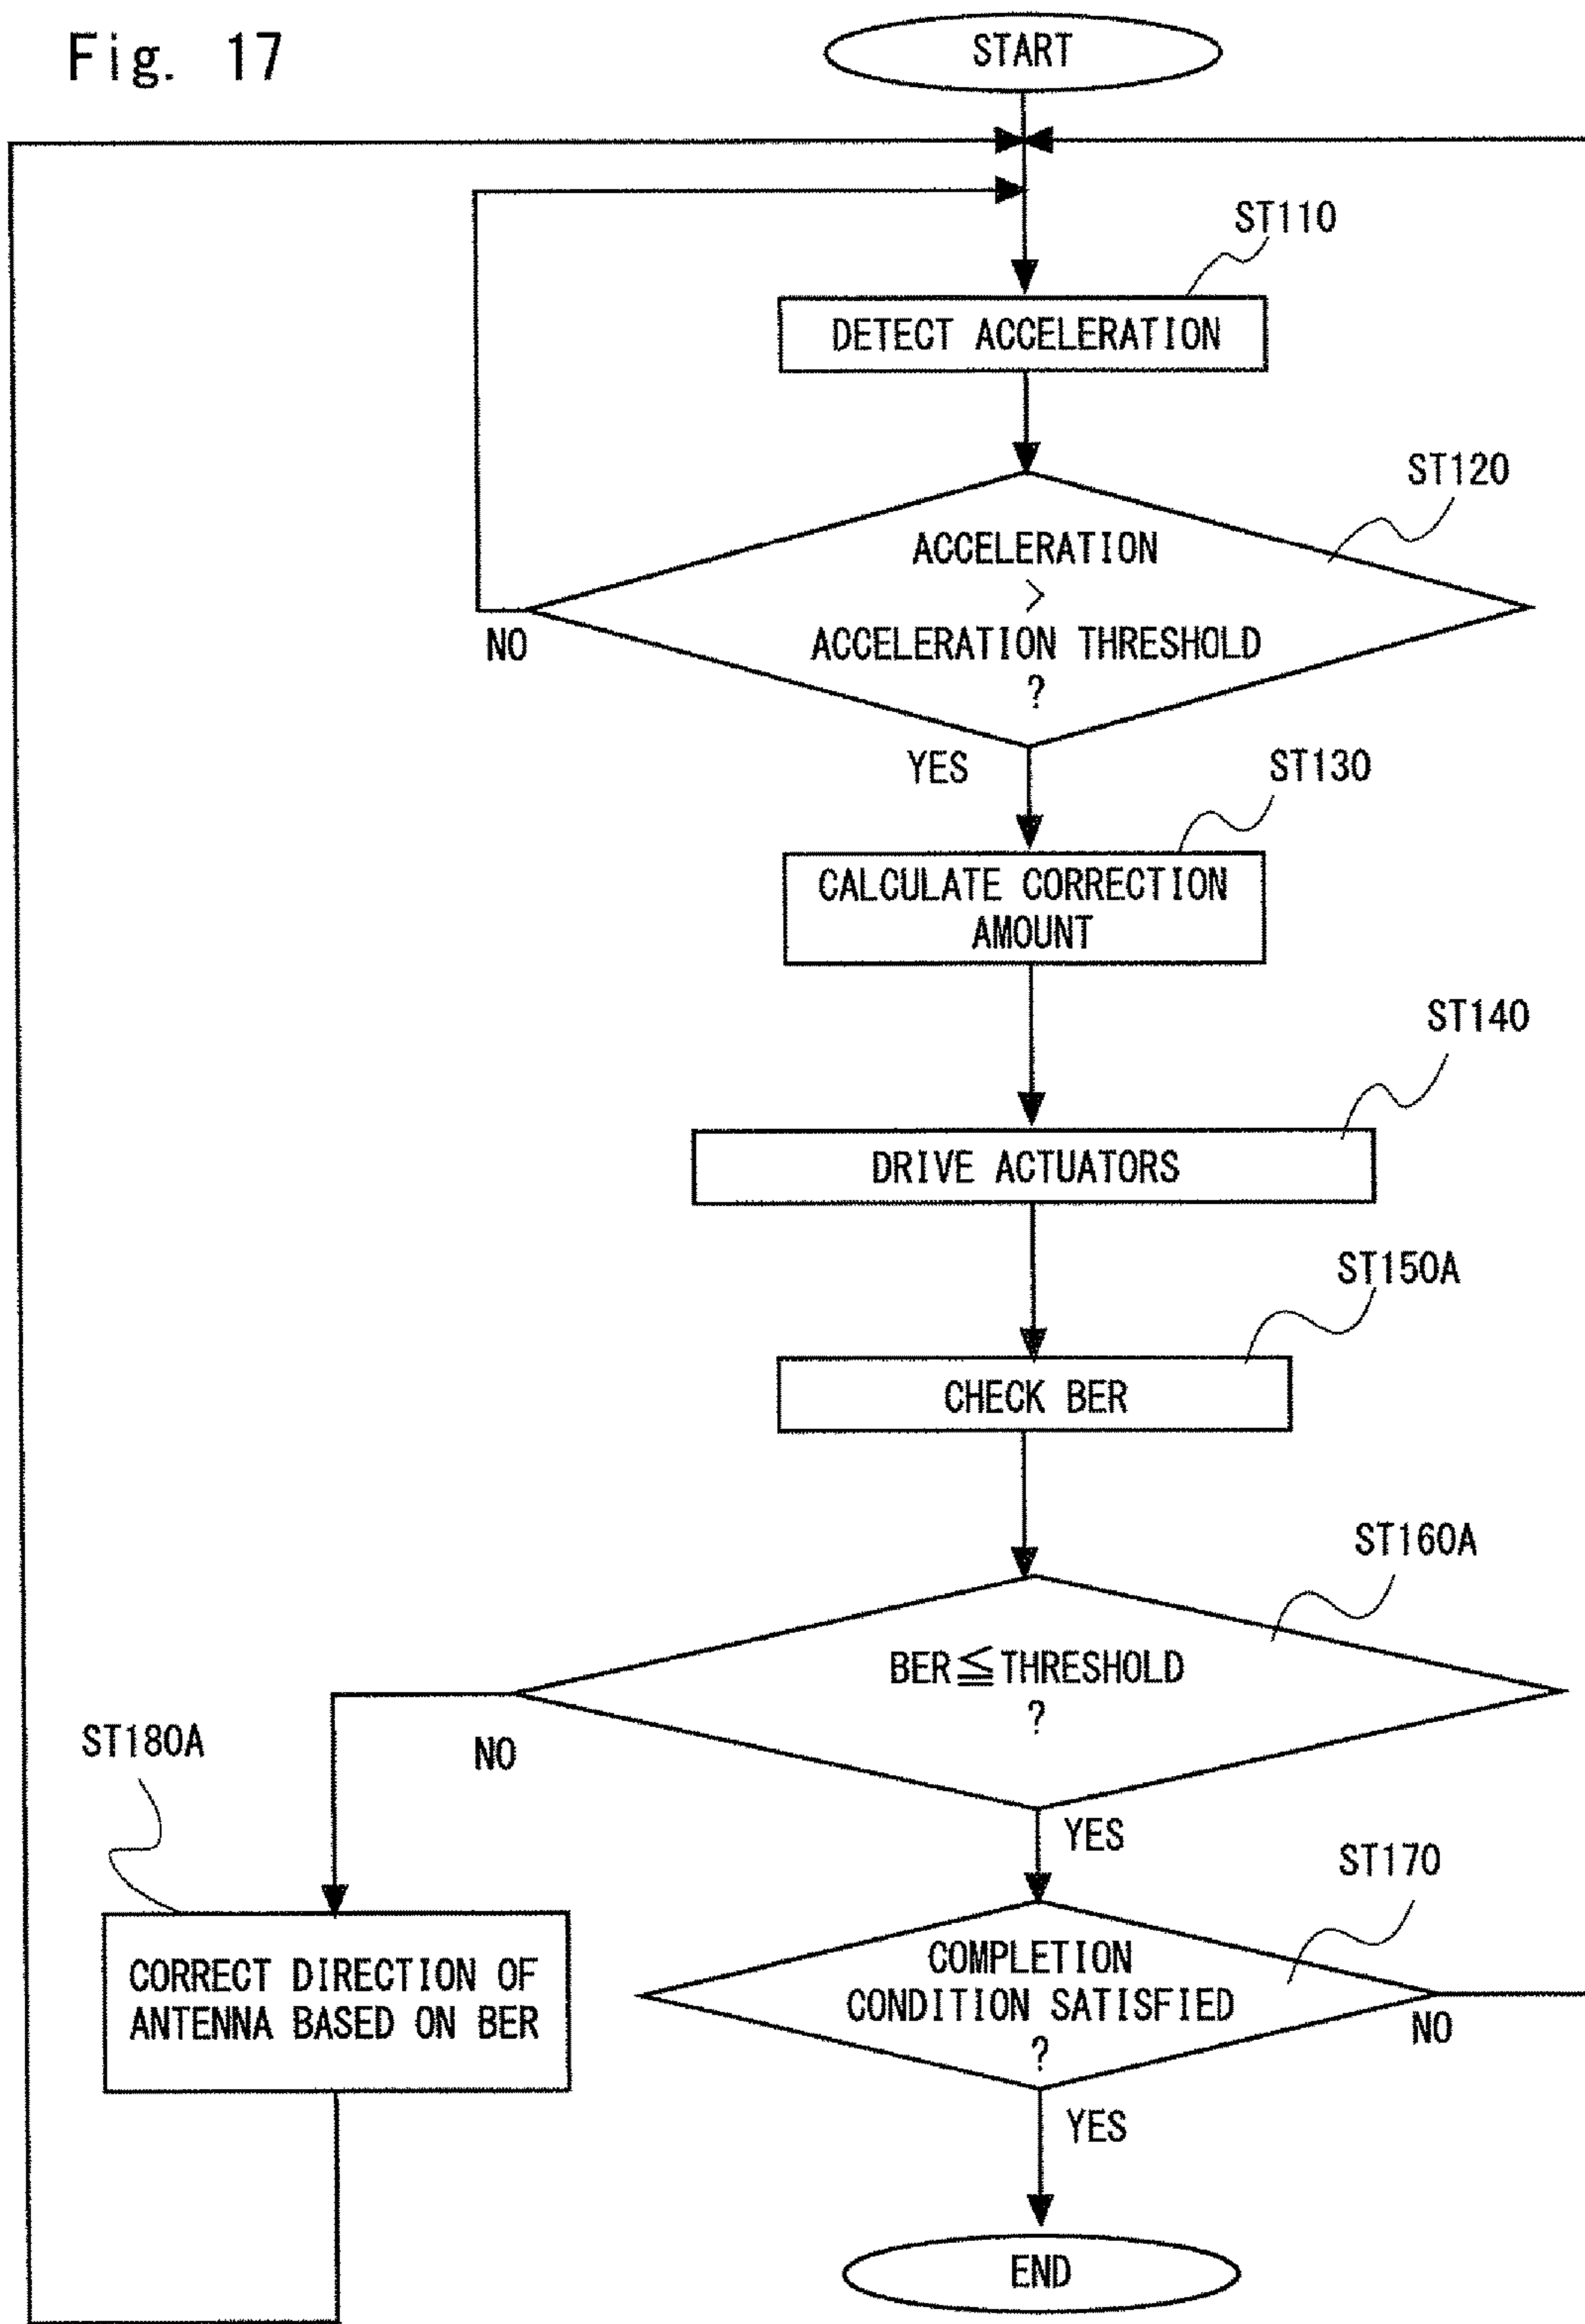 Fig. 17
START
ST110
DETECT ACCELERATION
ST120
ACCELERATION
>
ACCELERATION THRESHOLD
?
NO
YES
ST130
CALCULATE CORRECTION
AMOUNT
ST140
DRIVE ACTUATORS
ST150A
CHECK BER
ST160A
BER≦THRESHOLD
?
NO
ST180A
YES
ST170
CORRECT DIRECTION OF
ANTENNA BASED ON BER
COMPLETION
CONDITION SATISFIED
?
NO
YES
END